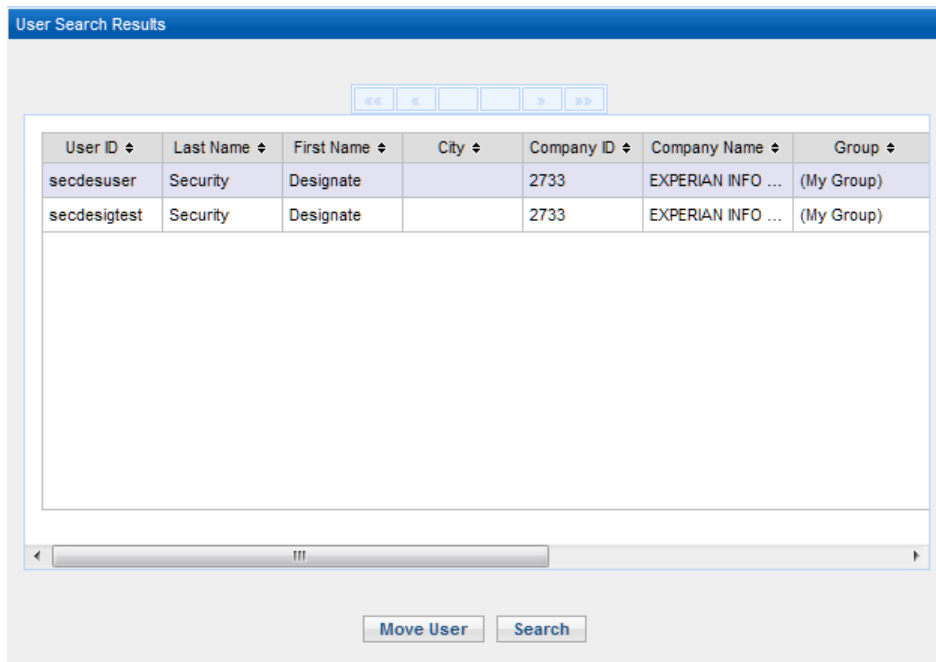 User Search Results
«« « » »»
User ID Last Name First Name City Company ID Company Name Group
secdesuser Security Designate 2733 EXPERIAN INFO ... (My Group)
secdesigtest Security Designate 2733 EXPERIAN INFO ... (My Group)
Move User Search